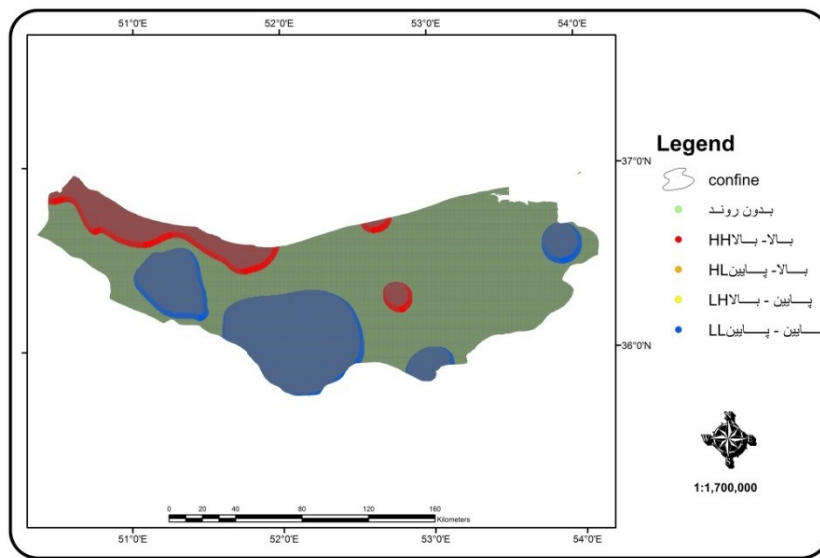 51°0'E 52°0'E 53°0'E 54°0'E
37°0'N
36°0'N
Legend
confine
بدون روند
بالا- بالاHH
بالا- پایینHL
پایین - بالاLH
ـایین - پایینLL
1:1,700,000
0 20 40 80 120 160
Kilometers
51°0'E 52°0'E 53°0'E 54°0'E